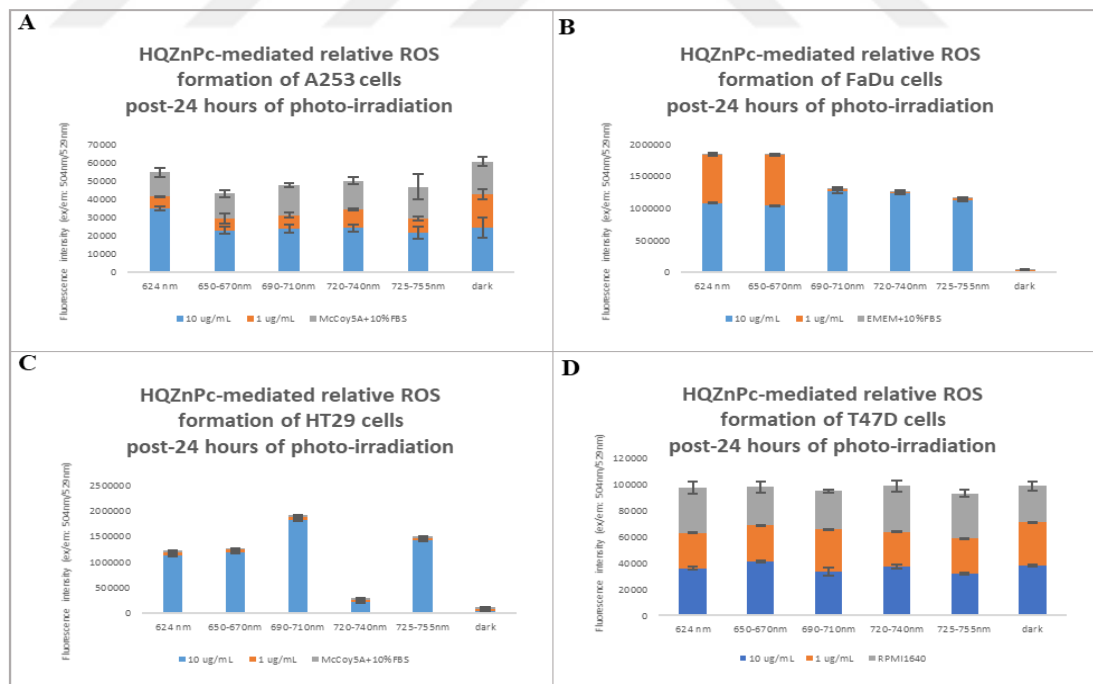 A
HQZnPc-mediated relative ROS
formation of A253 cells
post-24 hours of photo-irradiation
Fluorescence intensity (ex/em: 504nm/529nm)
70000
60000
50000
40000
30000
20000
10000
0
624 nm 650-670nm 690-710nm 720-740nm 725-755nm dark
10 ug/mL 1 ug/mL McCoy5A+10%FBS
B
HQZnPc-mediated relative ROS
formation of FaDu cells
post-24 hours of photo-irradiation
Fluorescence intensity (ex/em: 504nm/529nm)
2000000
1500000
1000000
500000
0
624 nm 650-670nm 690-710nm 720-740nm 725-755nm dark
10 ug/mL 1 ug/mL EMEM+10%FBS
C
HQZnPc-mediated relative ROS
formation of HT29 cells
post-24 hours of photo-irradiation
Fluorescence intensity (ex/em: 504nm/529nm)
2500000
2000000
1500000
1000000
500000
0
624 nm 650-670nm 690-710nm 720-740nm 725-755nm dark
10 ug/mL 1 ug/mL McCoy5A+10%FBS
D
HQZnPc-mediated relative ROS
formation of T47D cells
post-24 hours of photo-irradiation
Fluorescence intensity (ex/em: 504nm/529nm)
120000
100000
80000
60000
40000
20000
0
624 nm 650-670nm 690-710nm 720-740nm 725-755nm dark
10 ug/mL 1 ug/mL RPMI1640